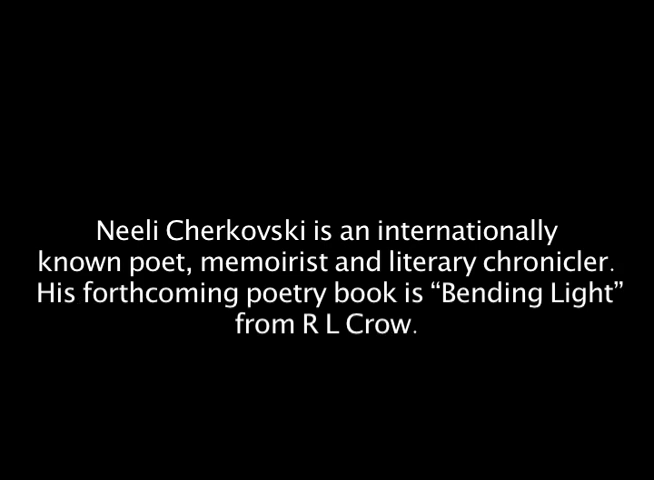 Neeli Cherkovski is an internationally
known poet, memoirist and literary chronicler.
His forthcoming poetry book is “Bending Light”
from R L Crow.